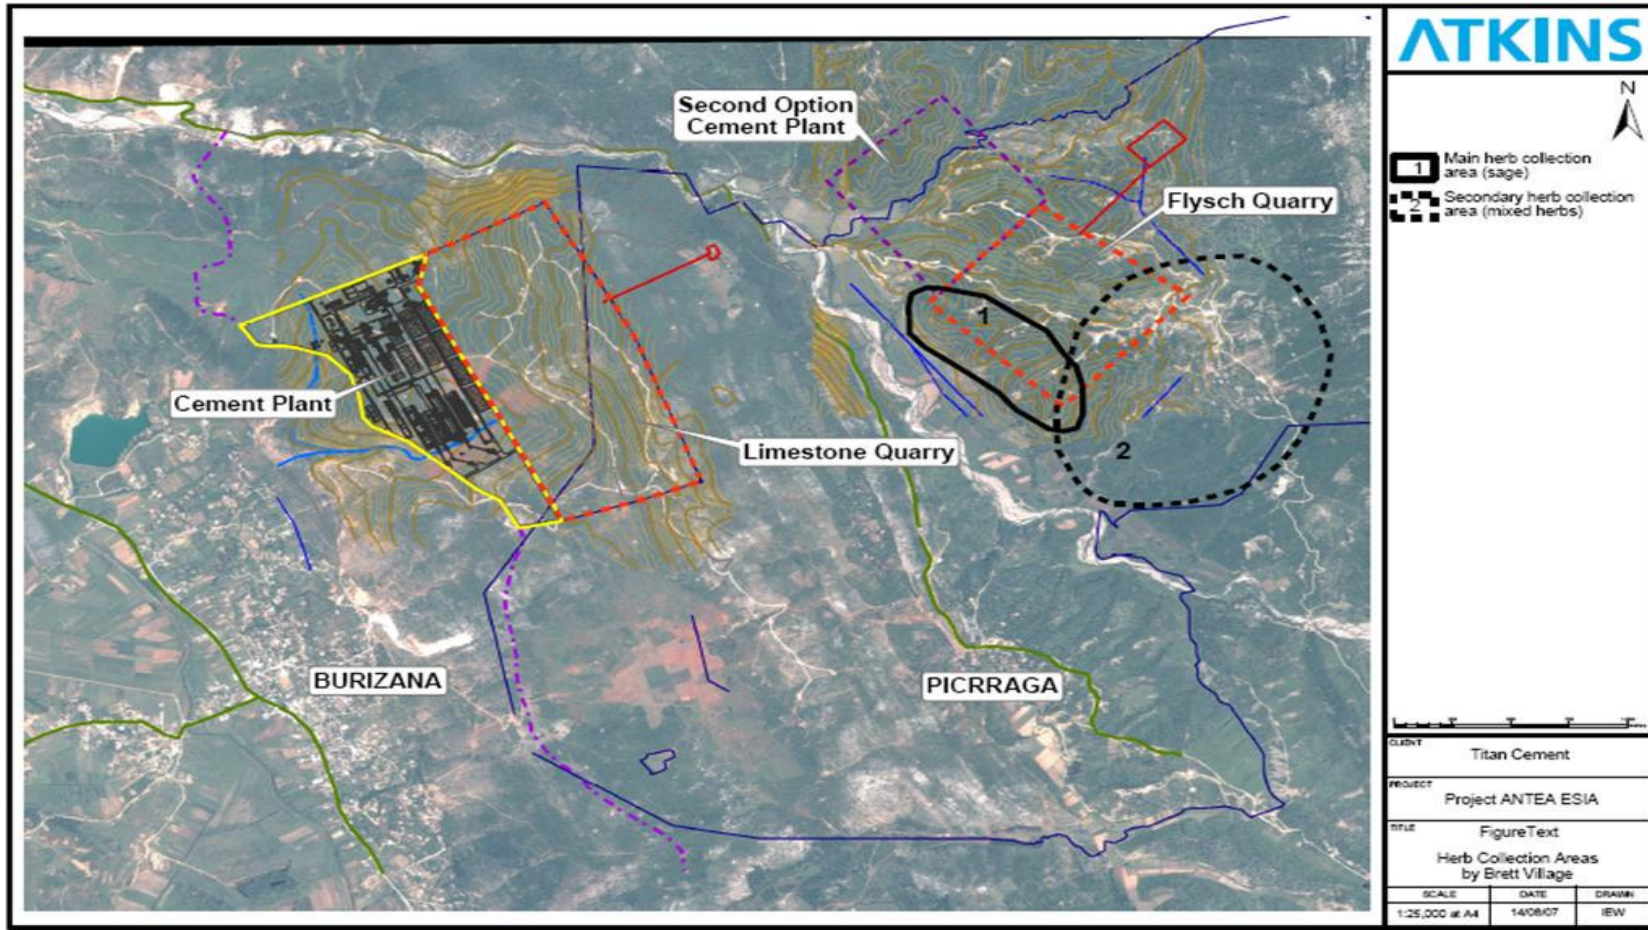 ATKINS
N
1
Main herb collection
area (sage)
2
Secondary herb collection
area (mixed herbs)
Second Option
Cement Plant
Flysch Quarry
1
Cement Plant
Limestone Quarry
2
BURIZANA
PICRRAGA
CLIENT
Titan Cement
PROJECT
Project ANTEA ESIA
TITLE
FigureText
Herb Collection Areas
by Brett Village
SCALE
DATE
DRAWN
1:25,000 at A4
14/08/07
IEW